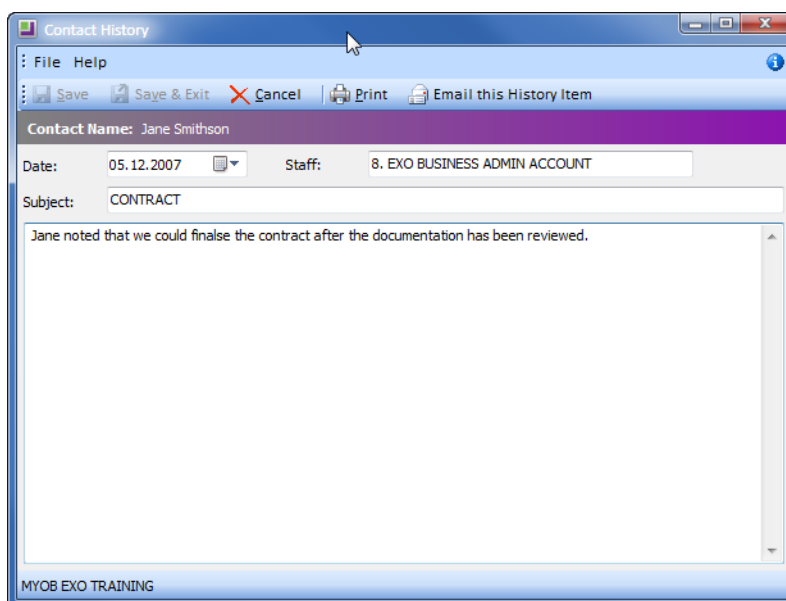 Contact History
File Help
Save Save & Exit Cancel Print Email this History Item
Contact Name: Jane Smithson
Date: 05.12.2007 Staff: 8. EXO BUSINESS ADMIN ACCOUNT
Subject: CONTRACT
Jane noted that we could finalse the contract after the documentation has been reviewed.
MYOB EXO TRAINING